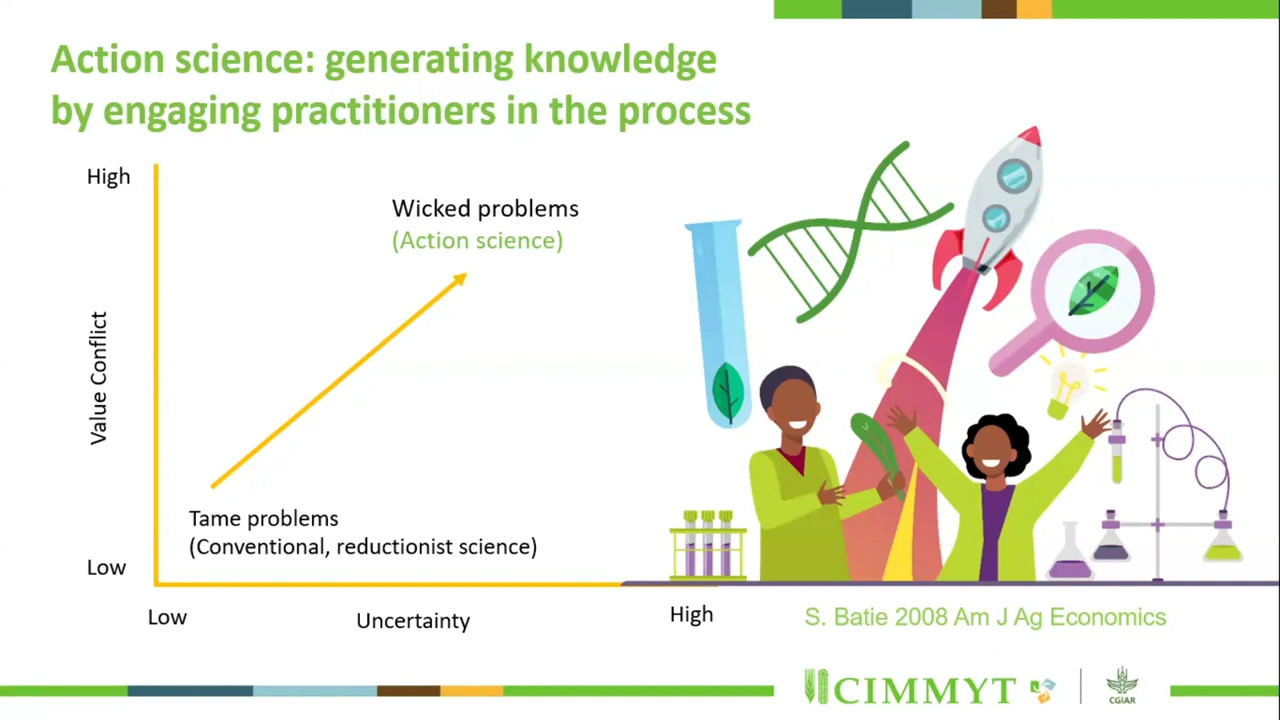 Action science: generating knowledge
by engaging practitioners in the process
High
Wicked problems
(Action science)
Value Conflict
Tame problems
(Conventional, reductionist science)
Low
Low
Uncertainty
High
S. Batie 2008 Am J Ag Economics
CIMMYT
CGIAR